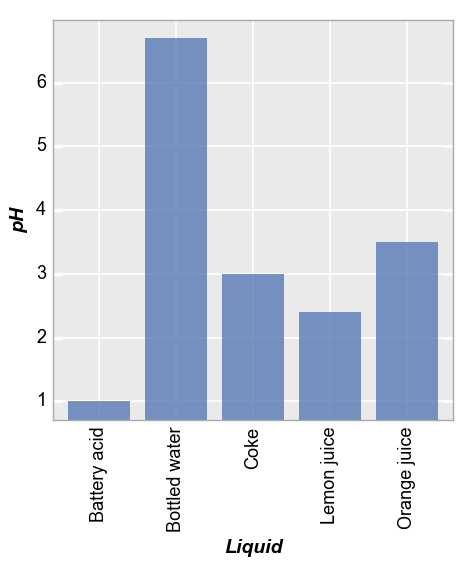 6
5
4
3
2
1
pH
Battery acid
Bottled water
Coke
Lemon juice
Orange juice
Liquid